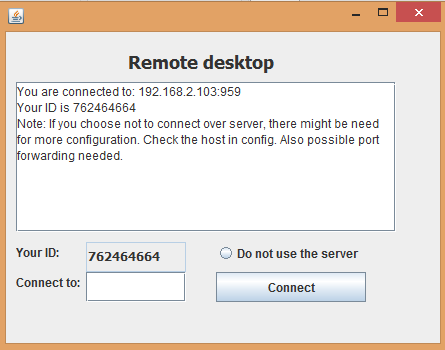 Remote desktop
You are connected to: 192.168.2.103:959
Your ID is 762464664
Note: If you choose not to connect over server, there might be need
for more configuration. Check the host in config. Also possible port
forwarding needed.
Your ID:
762464664
Do not use the server
Connect to:
Connect